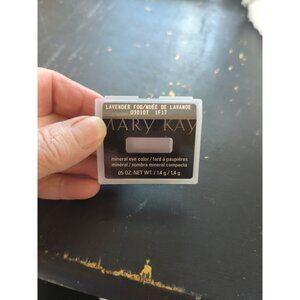 LAVENDER FOG/NUÉE DE LAVANDE
030107 1F17
MARY KAY
mineral eye color / fard à paupières
minéral / sombra mineral compacta
.05 OZ. NET WT. / 1.4 g / 1,4 g